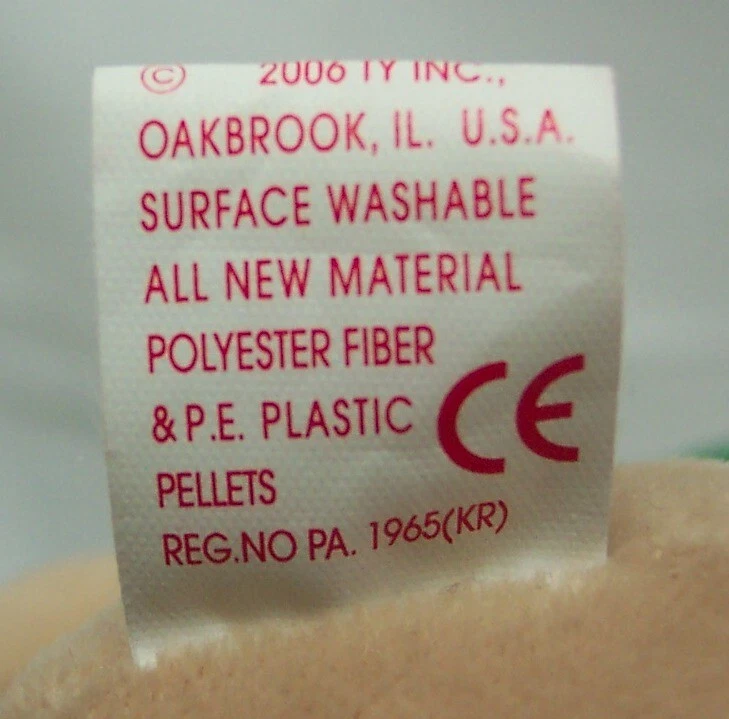 © 2006 TY INC.,
OAKBROOK, IL. U.S.A.
SURFACE WASHABLE
ALL NEW MATERIAL
POLYESTER FIBER
& P.E. PLASTIC
PELLETS
REG.NO PA. 1965(KR)
CE